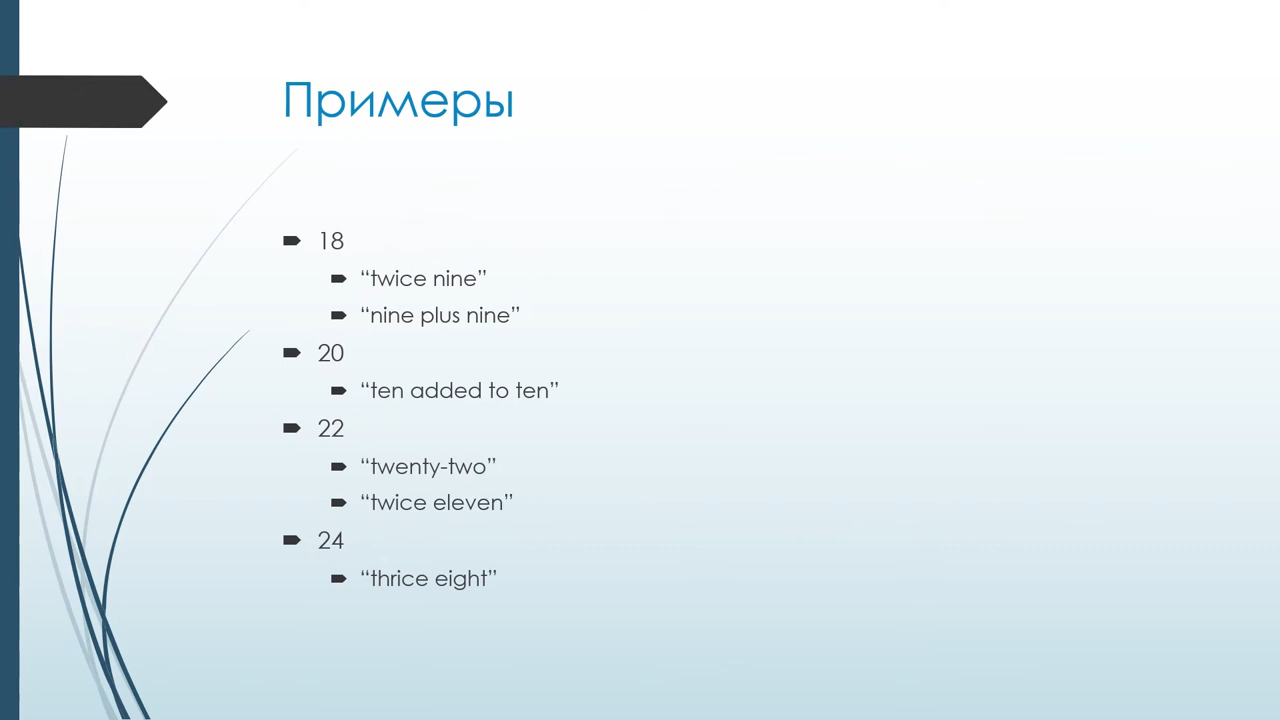 Примеры
18
“twice nine”
“nine plus nine”
20
“ten added to ten”
22
“twenty-two”
“twice eleven”
24
“thrice eight”